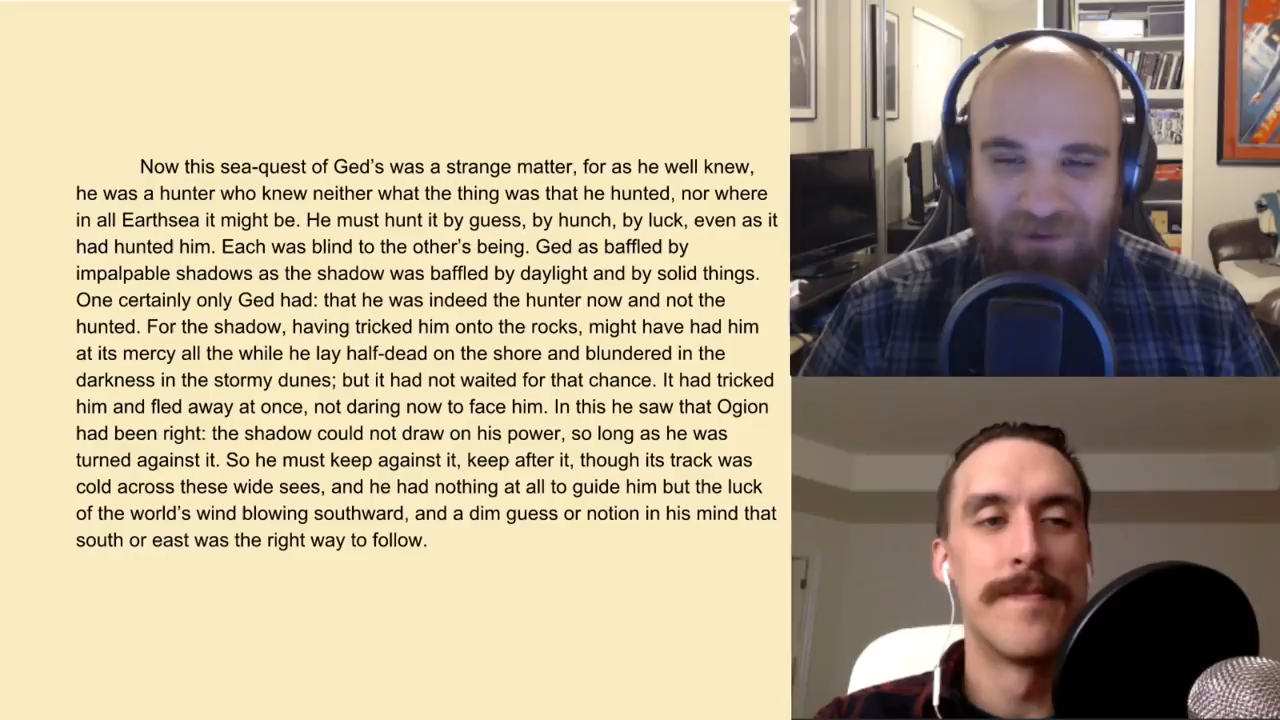 Now this sea-quest of Ged’s was a strange matter, for as he well knew,
he was a hunter who knew neither what the thing was that he hunted, nor where
in all Earthsea it might be. He must hunt it by guess, by hunch, by luck, even as it
had hunted him. Each was blind to the other’s being. Ged as baffled by
impalpable shadows as the shadow was baffled by daylight and by solid things.
One certainly only Ged had: that he was indeed the hunter now and not the
hunted. For the shadow, having tricked him onto the rocks, might have had him
at its mercy all the while he lay half-dead on the shore and blundered in the
darkness in the stormy dunes; but it had not waited for that chance. It had tricked
him and fled away at once, not daring now to face him. In this he saw that Ogion
had been right: the shadow could not draw on his power, so long as he was
turned against it. So he must keep against it, keep after it, though its track was
cold across these wide sees, and he had nothing at all to guide him but the luck
of the world’s wind blowing southward, and a dim guess or notion in his mind that
south or east was the right way to follow.